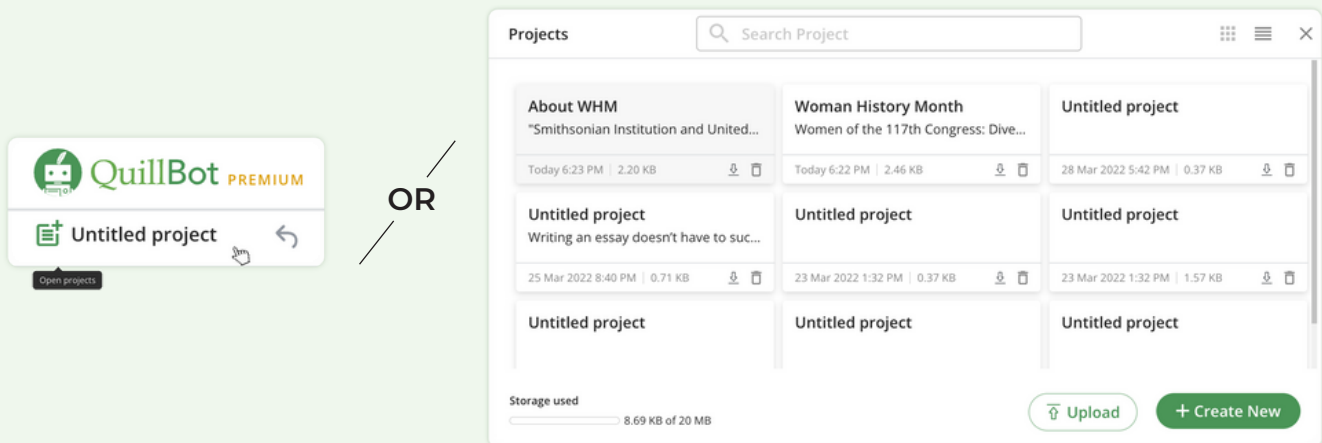 QuillBot PREMIUM
Untitled project
Open projects
OR
Projects
Search Project
About WHM
"Smithsonian Institution and United...
Today 6:23 PM | 2.20 KB
Woman History Month
Women of the 117th Congress: Dive...
Today 6:22 PM | 2.46 KB
Untitled project
28 Mar 2022 5:42 PM | 0.37 KB
Untitled project
Writing an essay doesn't have to suc...
25 Mar 2022 8:40 PM | 0.71 KB
Untitled project
23 Mar 2022 1:32 PM | 0.37 KB
Untitled project
23 Mar 2022 1:32 PM | 1.57 KB
Untitled project
Untitled project
Untitled project
Storage used
8.69 KB of 20 MB
Upload
+ Create New